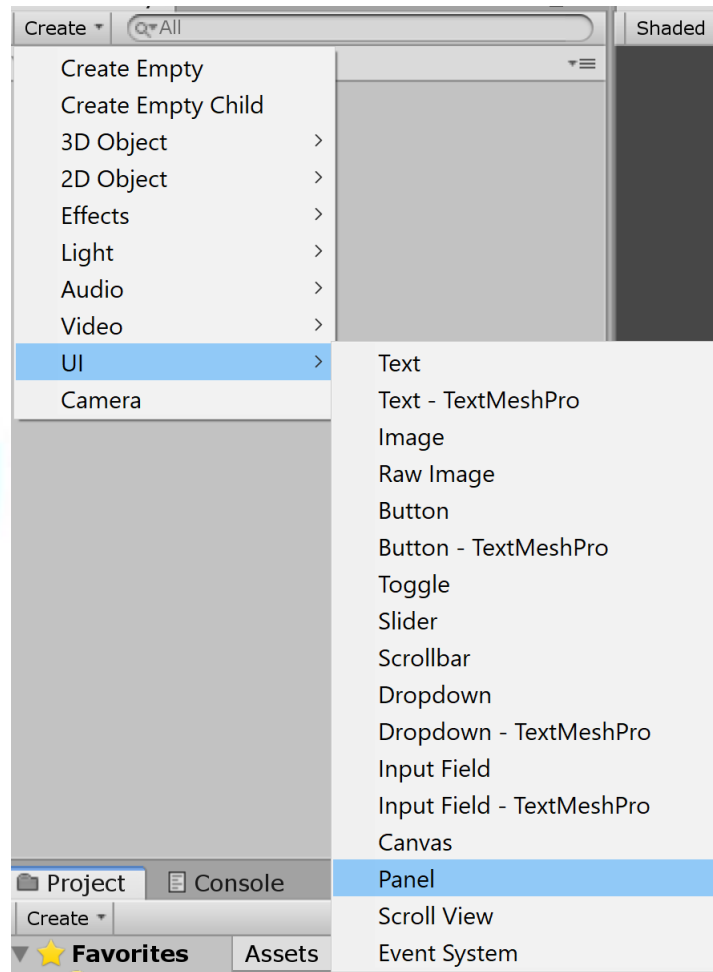 Create All Shaded
Create Empty
Create Empty Child
3D Object
2D Object
Effects
Light
Audio
Video
UI
Camera
Text
Text - TextMeshPro
Image
Raw Image
Button
Button - TextMeshPro
Toggle
Slider
Scrollbar
Dropdown
Dropdown - TextMeshPro
Input Field
Input Field - TextMeshPro
Canvas
Panel
Scroll View
Event System
Project Console
Create
Favorites Assets